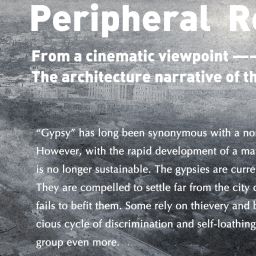 Peripheral R
From a cinematic viewpoint ——
The architecture narrative of th
“Gypsy” has long been synonymous with a no
However, with the rapid development of a ma
is no longer sustainable. The gypsies are curre
They are compelled to settle far from the city c
fails to befit them. Some rely on thievery and b
cious cycle of discrimination and self-loathing
group even more.